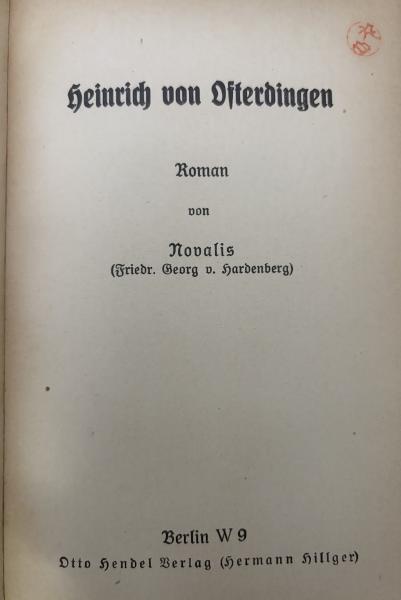 Heinrich von Ofterdingen
Roman
von
Novalis
(Friedr. Georg v. Hardenberg)
Berlin W 9
Otto Hendel Verlag (Hermann Hillger)